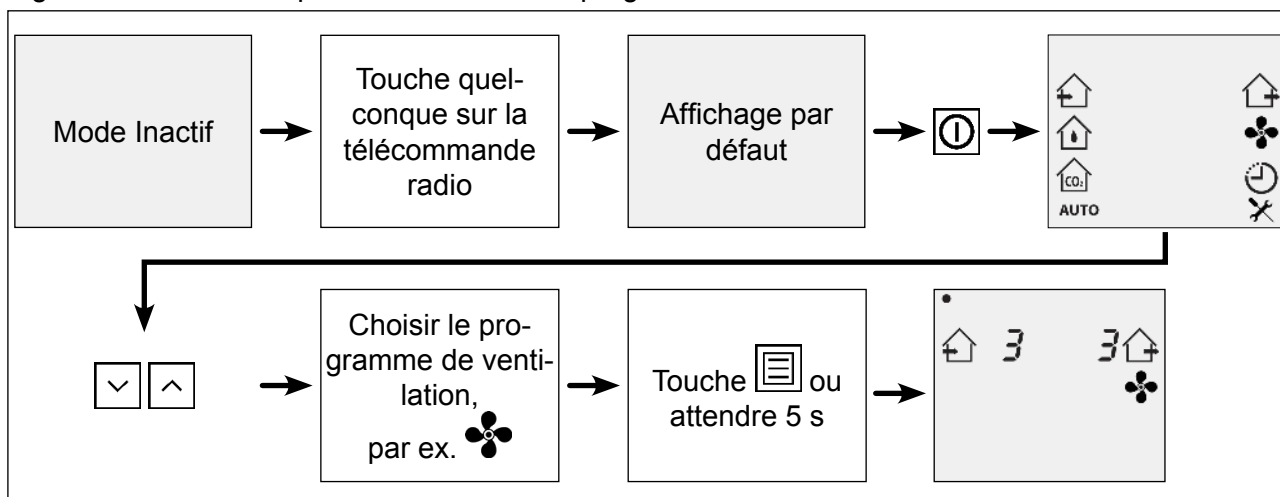 Mode Inactif
Touche quel-
conque sur la
télécommande
radio
Affichage par
défaut
CO₂
AUTO
Choisir le pro-
gramme de venti-
lation,
par ex.
Touche ou
attendre 5 s
3 3